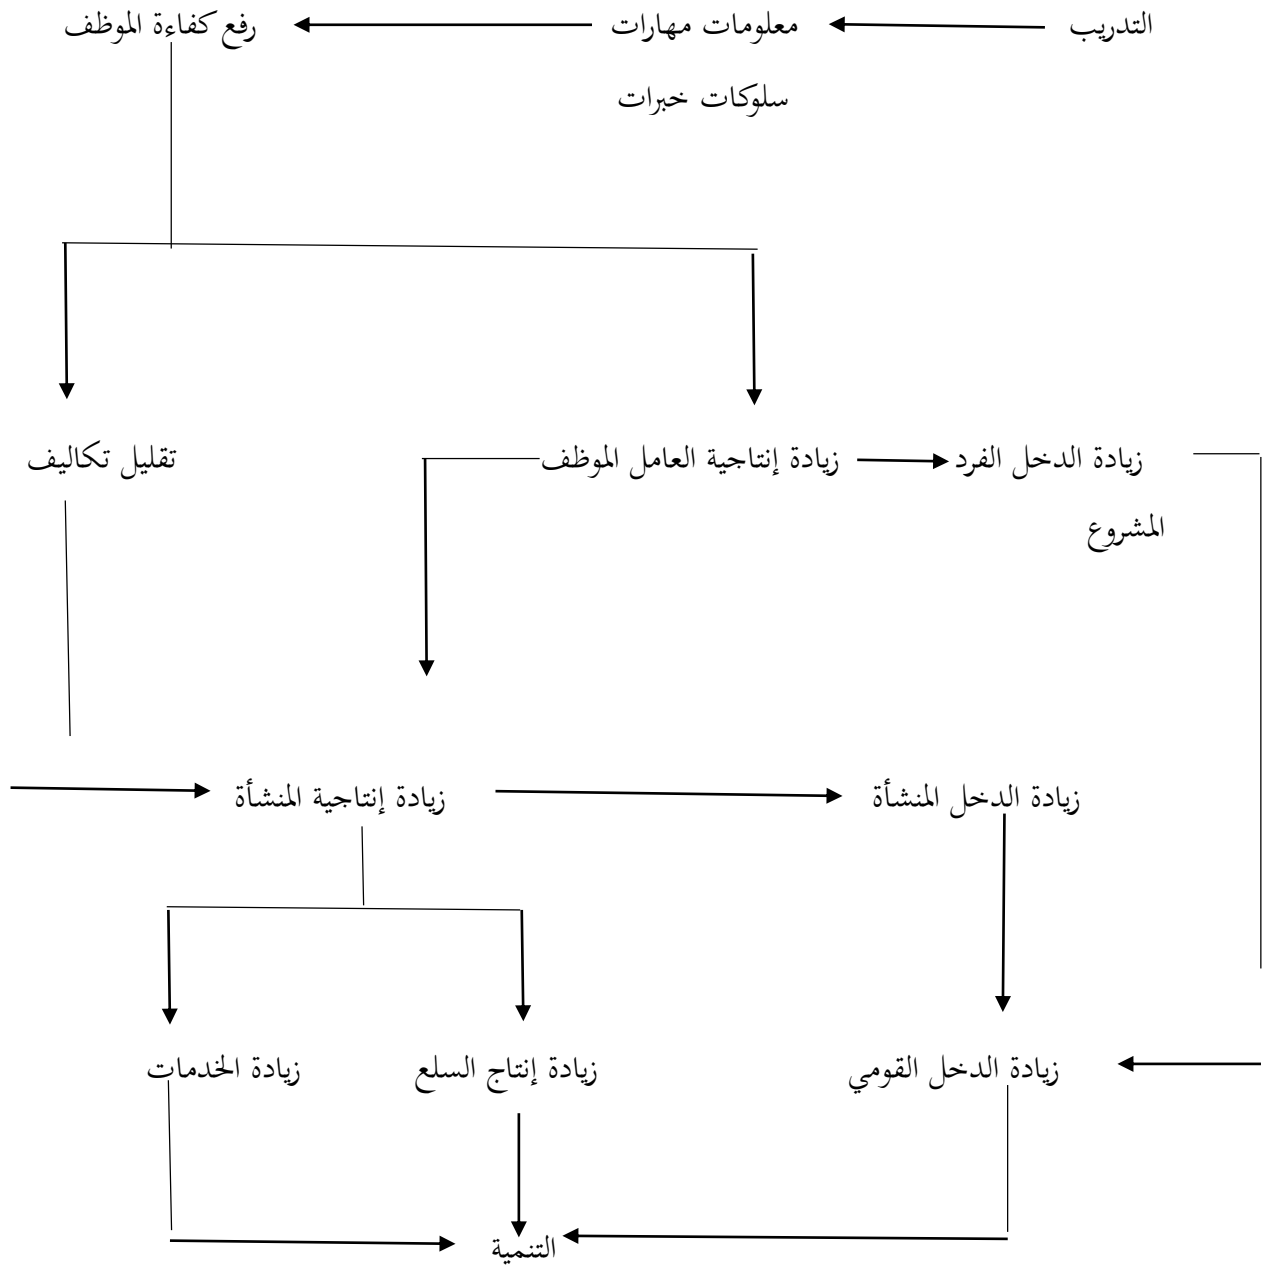 التدريب
معلومات مهارات
سلوكات خبرات
رفع كفاءة الموظف
زيادة الدخل الفرد
المشروع
زيادة إنتاجية العامل الموظف
تقليل تكاليف
زيادة الدخل المنشأة
زيادة إنتاجية المنشأة
زيادة الدخل القومي
زيادة إنتاج السلع
زيادة الخدمات
التنمية